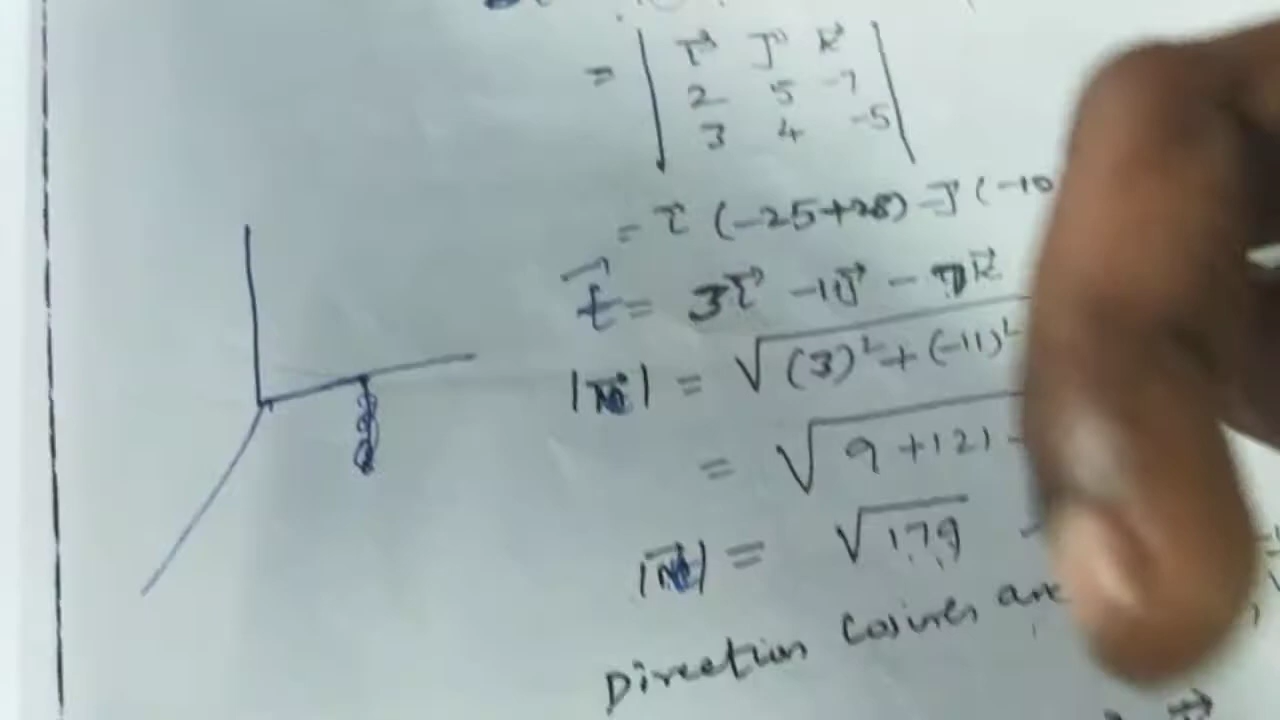 = | i⃗ j⃗ k⃗ |
2 5 -7
3 4 -5
= i⃗ (-25+28) - j⃗ (-10
t⃗ = 3i⃗ -11j⃗ - 7k⃗
| | = √(3)²+(-11)²
= √9+121
| | = √179
Direction cosines are